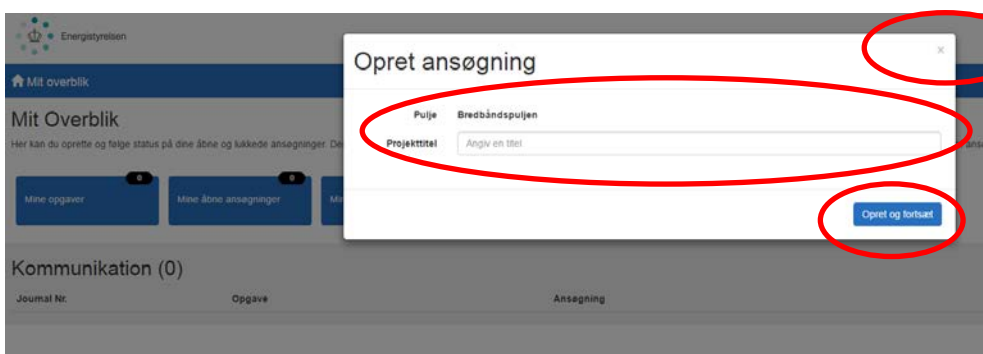 Energistyrelsen
Mit overblik
Mit Overblik
Her kan du oprette og følge status på dine åbne og lukkede ansøgninger.
0
0
Mine opgaver
Mine åbne ansøgninger
Kommunikation (0)
Journal Nr. Opgave Ansøgning
Opret ansøgning
×
Pulje Bredbåndspuljen
Projekttitel Angiv en titel
Opret og fortsæt